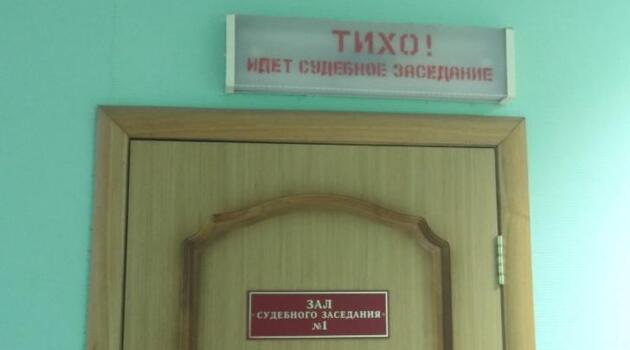 ТИХО!
ИДЕТ СУДЕБНОЕ ЗАСЕДАНИЕ
ЗАЛ
СУДЕБНОГО ЗАСЕДАНИЯ
№1